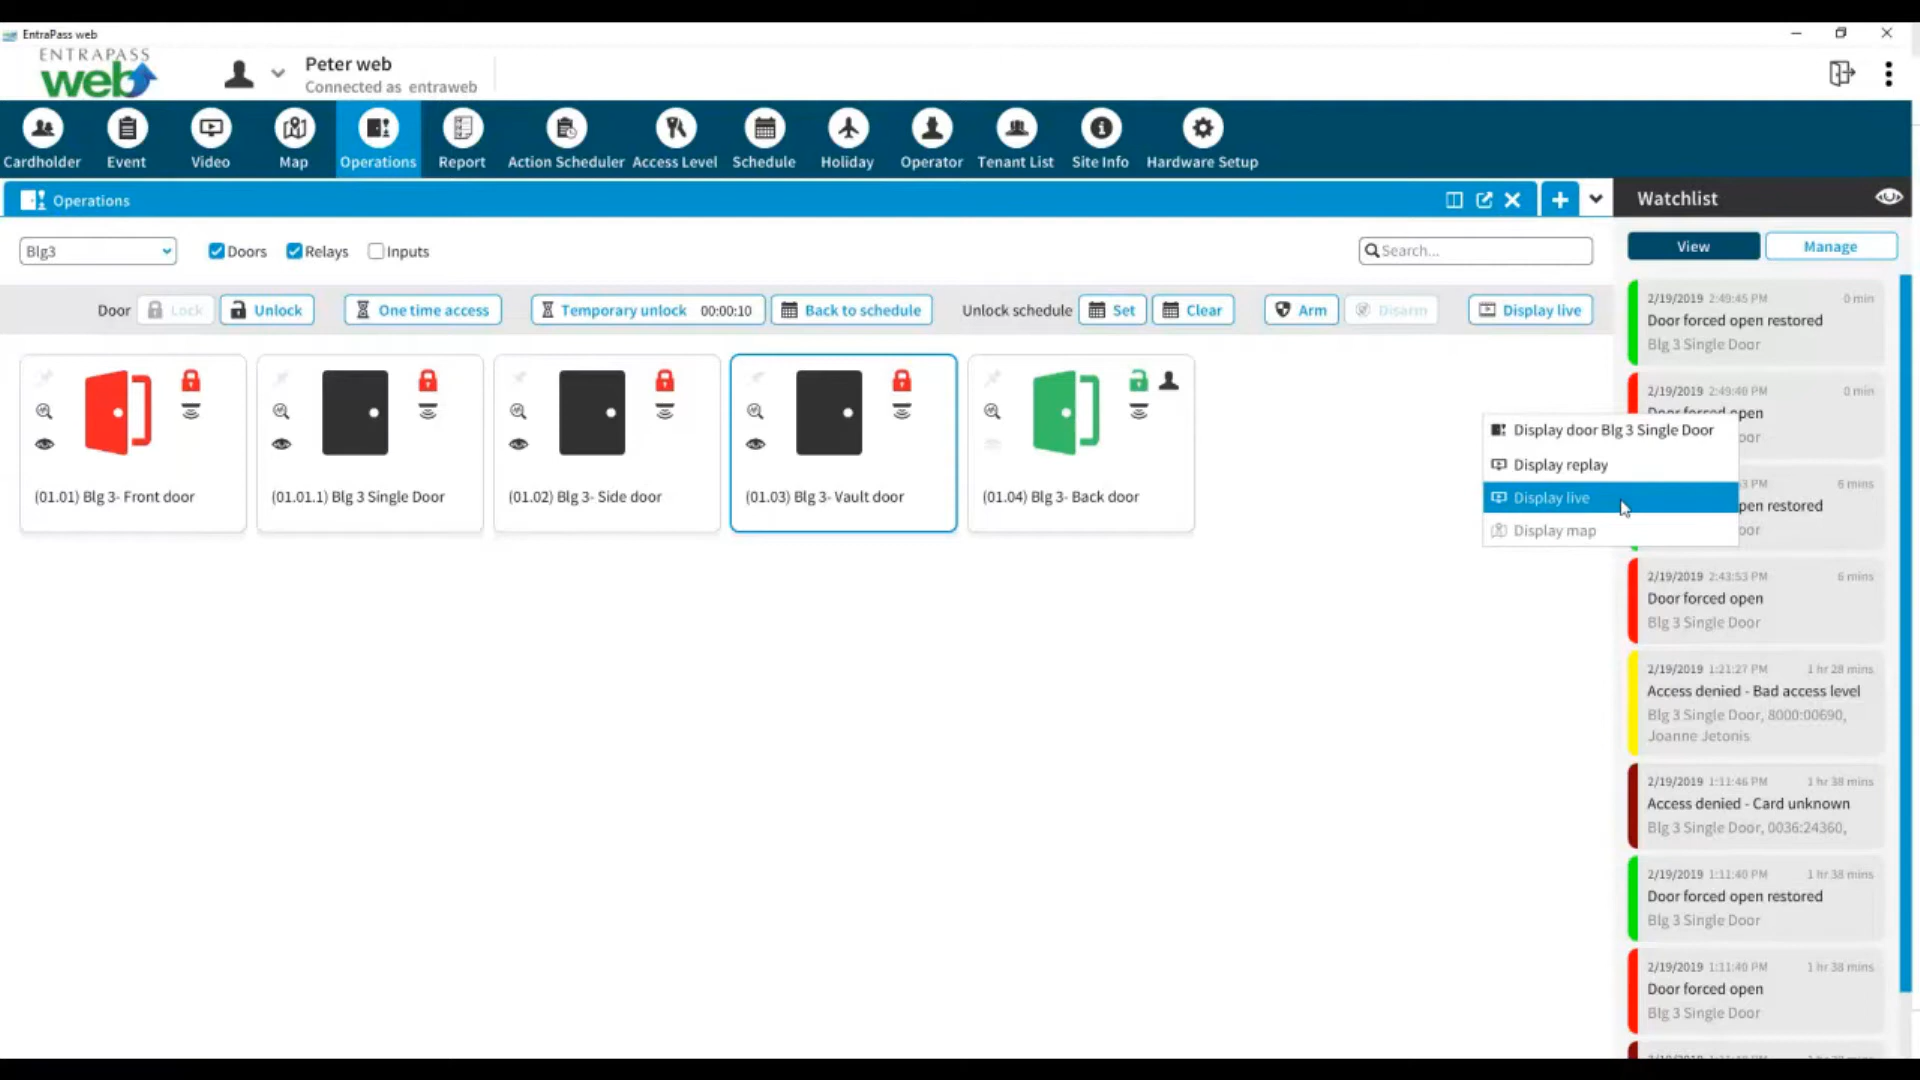 EntraPass web
ENTRAPASS
web
Peter web
Connected as entraweb
Cardholder Event Video Map Operations Report Action Scheduler Access Level Schedule Holiday Operator Tenant List Site Info Hardware Setup
Operations
Watchlist
Blg3 Doors Relays Inputs Search...
View Manage
Door Lock Unlock One time access Temporary unlock 00:00:10 Back to schedule Unlock schedule Set Clear Arm Disarm Display live
(01.01) Blg 3- Front door
(01.01.1) Blg 3 Single Door
(01.02) Blg 3- Side door
(01.03) Blg 3- Vault door
(01.04) Blg 3- Back door
Display door Blg 3 Single Door
Display replay
Display live
Display map
2/19/2019 2:49:45 PM 0 min
Door forced open restored
Blg 3 Single Door
2/19/2019 2:49:40 PM 0 min
Door forced open
oor
3 PM 6 mins
pen restored
oor
2/19/2019 2:43:53 PM 6 mins
Door forced open
Blg 3 Single Door
2/19/2019 1:21:27 PM 1 hr 28 mins
Access denied - Bad access level
Blg 3 Single Door, 8000:00690,
Joanne Jetonis
2/19/2019 1:11:46 PM 1 hr 38 mins
Access denied - Card unknown
Blg 3 Single Door, 0036:24360,
2/19/2019 1:11:40 PM 1 hr 38 mins
Door forced open restored
Blg 3 Single Door
2/19/2019 1:11:40 PM 1 hr 38 mins
Door forced open
Blg 3 Single Door